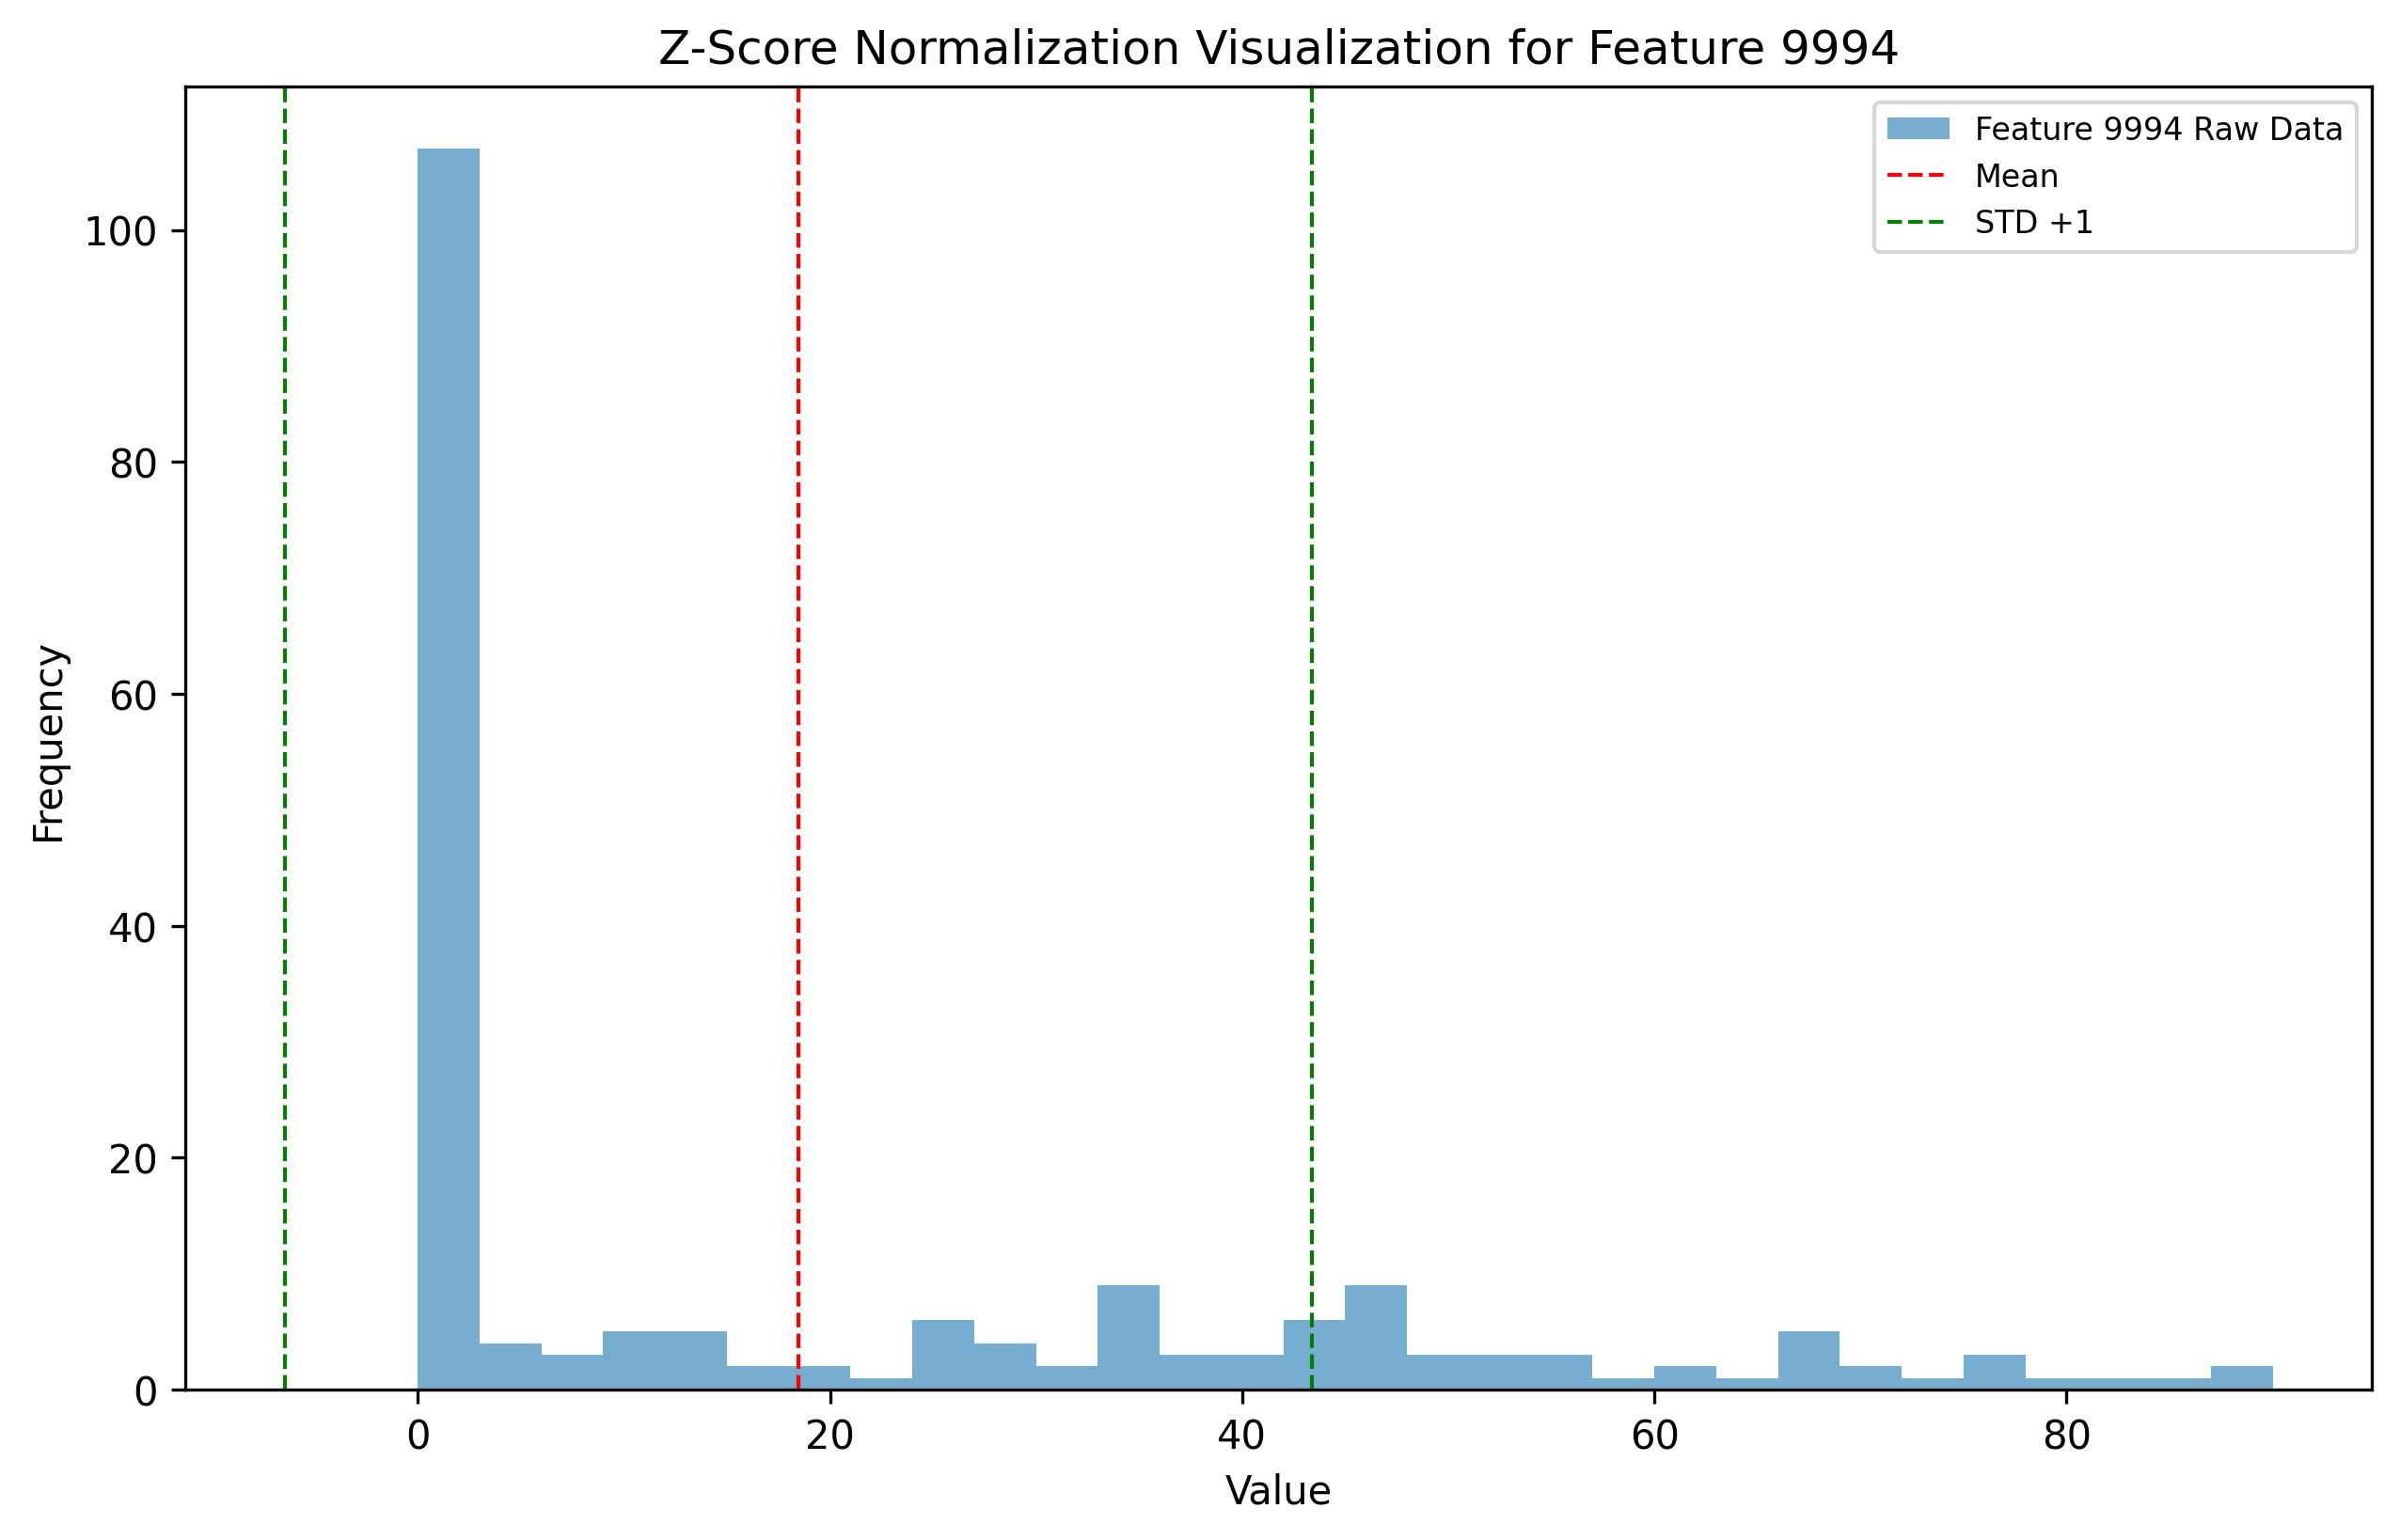 Z-Score Normalization Visualization for Feature 9994
Feature 9994 Raw Data
Mean
STD +1
100
80
60
40
20
0
Frequency
0 20 40 60 80
Value